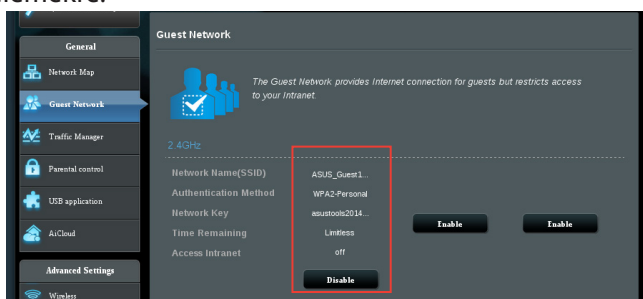 General
Network Map
Guest Network
Traffic Manager
Parental control
USB application
AiCloud
Advanced Settings
Wireless
Guest Network
The Guest Network provides Internet connection for guests but restricts access
to your Intranet.
2.4GHz
Network Name(SSID) ASUS_Guest1...
Authentication Method WPA2-Personal
Network Key asustools2014...
Time Remaining Limitless
Access Intranet off
Enable Enable
Disable